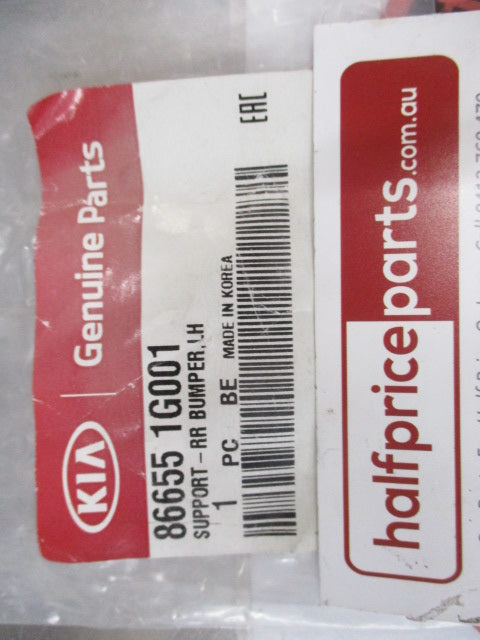 KIA
Genuine Parts
86655 1G001
SUPPORT-RR BUMPER,LH
1 PC BE MADE IN KOREA
EAC
halfpriceparts.com.au